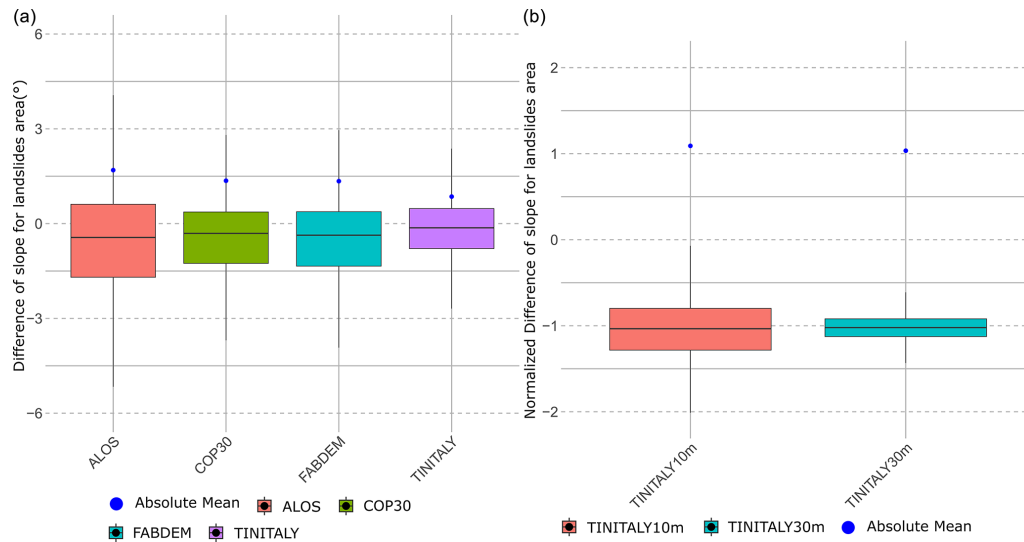 (a)
Difference of slope for landslides area(°)
6
3
0
−3
−6
ALOS
COP30
FABDEM
TINITALY
Absolute Mean ALOS COP30
FABDEM TINITALY
(b)
Normalized Difference of slope for landslides area
2
1
0
−1
−2
TINITALY10m
TINITALY30m
TINITALY10m TINITALY30m Absolute Mean